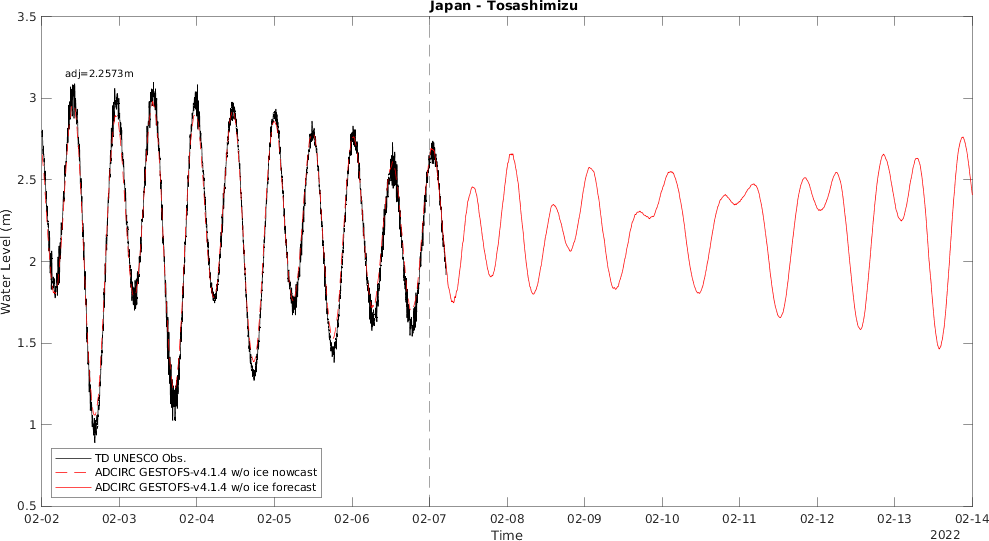 Japan - Tosashimizu
3.5
adj=2.2573m
3
2.5
2
1.5
1
0.5
Water Level (m)
TD UNESCO Obs.
ADCIRC GESTOFS-v4.1.4 w/o ice nowcast
ADCIRC GESTOFS-v4.1.4 w/o ice forecast
02-02 02-03 02-04 02-05 02-06 02-07 02-08 02-09 02-10 02-11 02-12 02-13 02-14
Time
2022